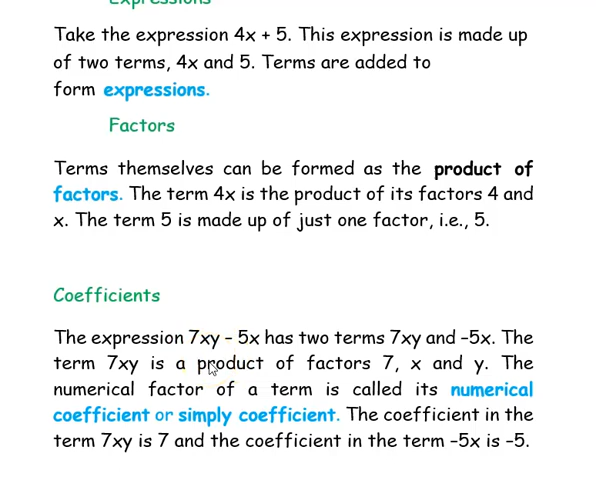 Expressions
Take the expression 4x + 5. This expression is made up
of two terms, 4x and 5. Terms are added to
form expressions.
Factors
Terms themselves can be formed as the product of
factors. The term 4x is the product of its factors 4 and
x. The term 5 is made up of just one factor, i.e., 5.
Coefficients
The expression 7xy – 5x has two terms 7xy and –5x. The
term 7xy is a product of factors 7, x and y. The
numerical factor of a term is called its numerical
coefficient or simply coefficient. The coefficient in the
term 7xy is 7 and the coefficient in the term –5x is –5.